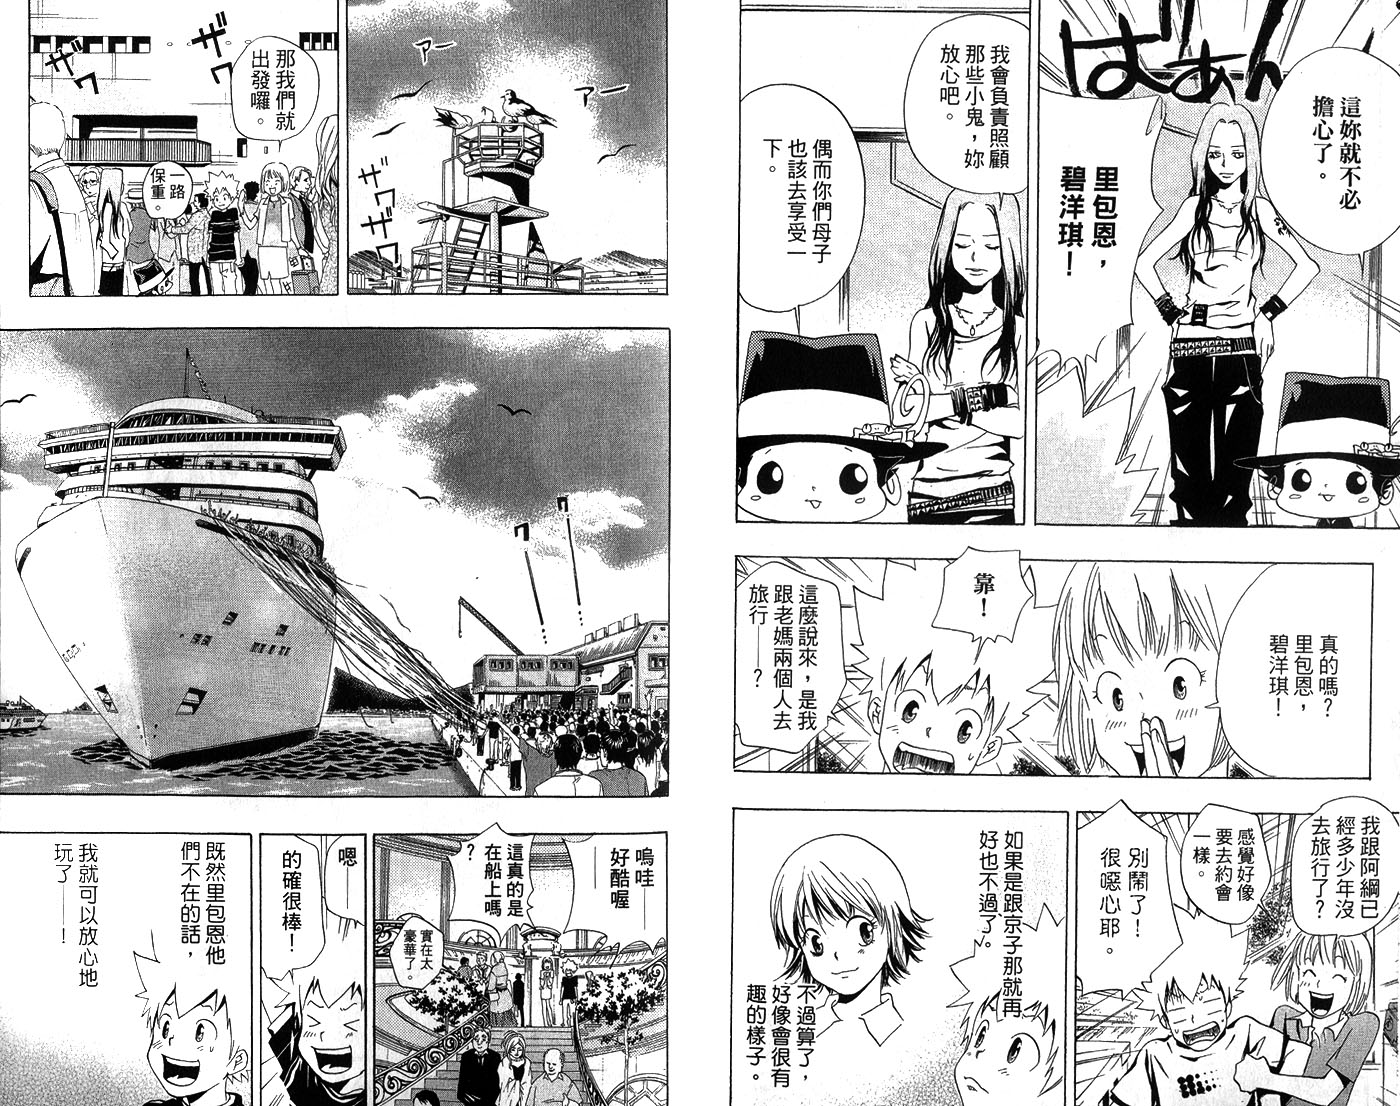 ばぁん
這妳就不必
擔心了。
里包恩，
碧洋琪！
我會負責照顧
那些小鬼，妳
放心吧。
偶而你們母子
也該去享受一
下。
真的嗎？
里包恩，
碧洋琪！
靠！
這麼說來，是我
跟老媽兩個人去
旅行——？
我跟阿綱已
經多少年沒
去旅行了？
感覺好像
要去約會
一樣。
別鬧了！
很噁心耶。
如果是跟京子那就再
好也不過了。
不過算了，
好像會很有
趣的樣子。
ァー
ァー
ザワ
ザワ
ザワ
ザワ
那我們就
出發囉。
一路
保重。
ワ
ワ
嗚哇——
好酷喔——
這真的是
在船上嗎
？
實在太
豪華了。
嗯——
的確很棒！
既然里包恩他
們不在的話，
我就可以放心地
玩了——！